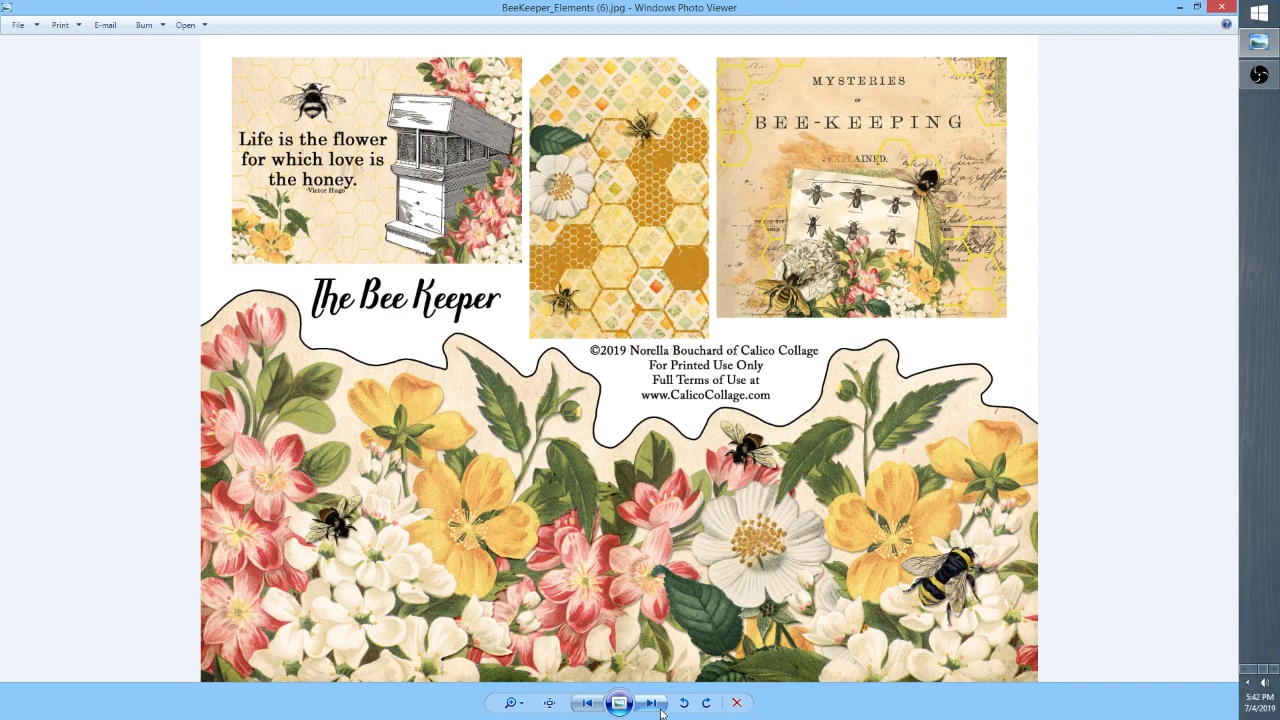 BeeKeeper_Elements (6).jpg - Windows Photo Viewer
File Print E-mail Burn Open
Life is the flower
for which love is
the honey.
-Victor Hugo
MYSTERIES
OF
BEE-KEEPING
EXPLAINED.
The Bee Keeper
©2019 Norella Bouchard of Calico Collage
For Printed Use Only
Full Terms of Use at
www.CalicoCollage.com
5:42 PM
7/4/2019